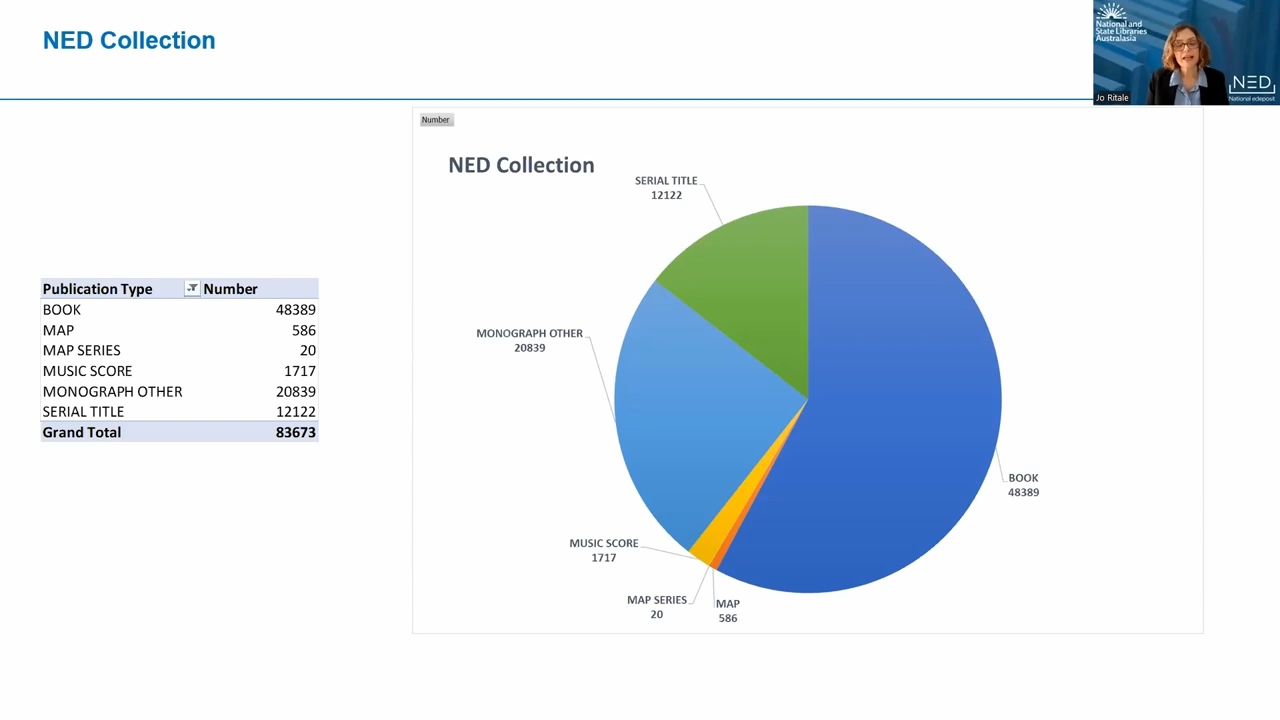 NED Collection
National and
State Libraries
Australasia
NED
National edeposit
Jo Ritale
Number
NED Collection
SERIAL TITLE
12122
MONOGRAPH OTHER
20839
MUSIC SCORE
1717
MAP SERIES
20
MAP
586
BOOK
48389
Publication Type Number
BOOK 48389
MAP 586
MAP SERIES 20
MUSIC SCORE 1717
MONOGRAPH OTHER 20839
SERIAL TITLE 12122
Grand Total 83673